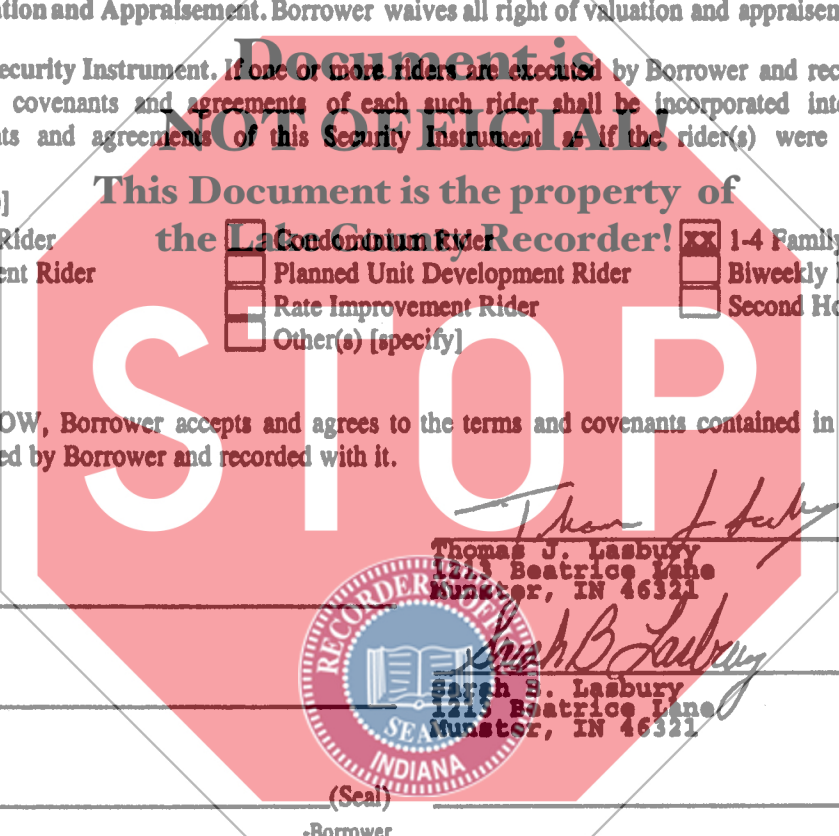 tion and Appraisement. Borrower waives all right of valuation and appraisem
Document is
ecurity Instrument. If one or more riders are executed by Borrower and rec
covenants and agreements of each such rider shall be incorporated int
NOT OFFICIAL!
ts and agreements of this Security Instrument as if the rider(s) were
This Document is the property of
]
Rider Condominium Rider XX 1-4 Family
the Lake County Recorder!
ent Rider Planned Unit Development Rider Biweekly
Rate Improvement Rider Second Ho
Other(s) [specify]
STOP
OW, Borrower accepts and agrees to the terms and covenants contained in
ed by Borrower and recorded with it.
Thomas J Lasbury
Thomas J. Lasbury
1213 Beatrice Lane
Munster, IN 46321
Sarah B Lasbury
Sarah B. Lasbury
1213 Beatrice Lane
Munster, IN 46321
SEAL
INDIANA
(Seal)
-Borrower